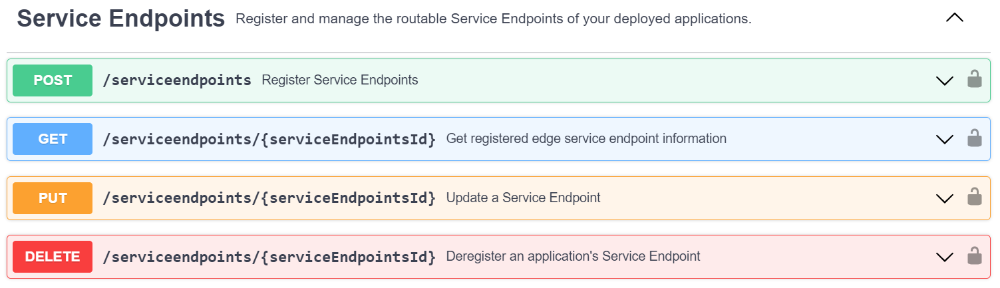 Service Endpoints Register and manage the routable Service Endpoints of your deployed applications.
POST /serviceendpoints Register Service Endpoints
GET /serviceendpoints/{serviceEndpointsId} Get registered edge service endpoint information
PUT /serviceendpoints/{serviceEndpointsId} Update a Service Endpoint
DELETE /serviceendpoints/{serviceEndpointsId} Deregister an application's Service Endpoint